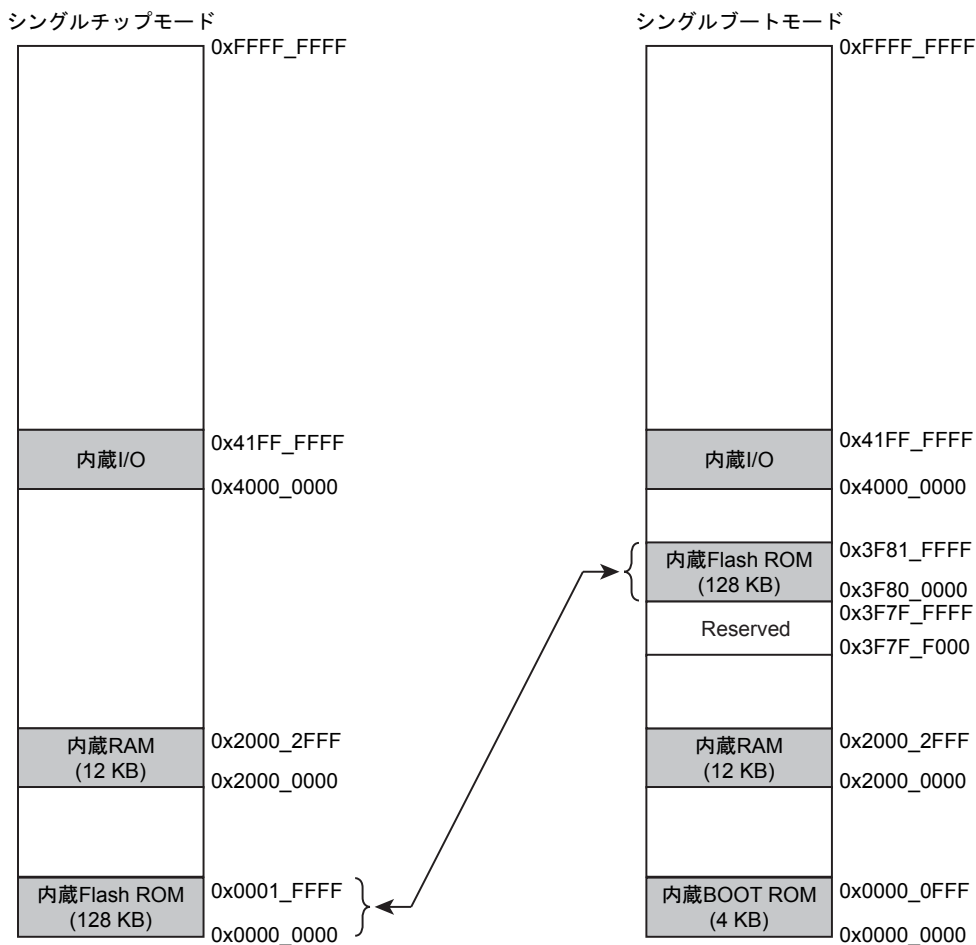 シングルチップモード
0xFFFF_FFFF
内蔵I/O
0x41FF_FFFF
0x4000_0000
内蔵RAM
(12 KB)
0x2000_2FFF
0x2000_0000
内蔵Flash ROM
(128 KB)
0x0001_FFFF
0x0000_0000
シングルブートモード
0xFFFF_FFFF
内蔵I/O
0x41FF_FFFF
0x4000_0000
内蔵Flash ROM
(128 KB)
0x3F81_FFFF
0x3F80_0000
0x3F7F_FFFF
Reserved
0x3F7F_F000
内蔵RAM
(12 KB)
0x2000_2FFF
0x2000_0000
内蔵BOOT ROM
(4 KB)
0x0000_0FFF
0x0000_0000